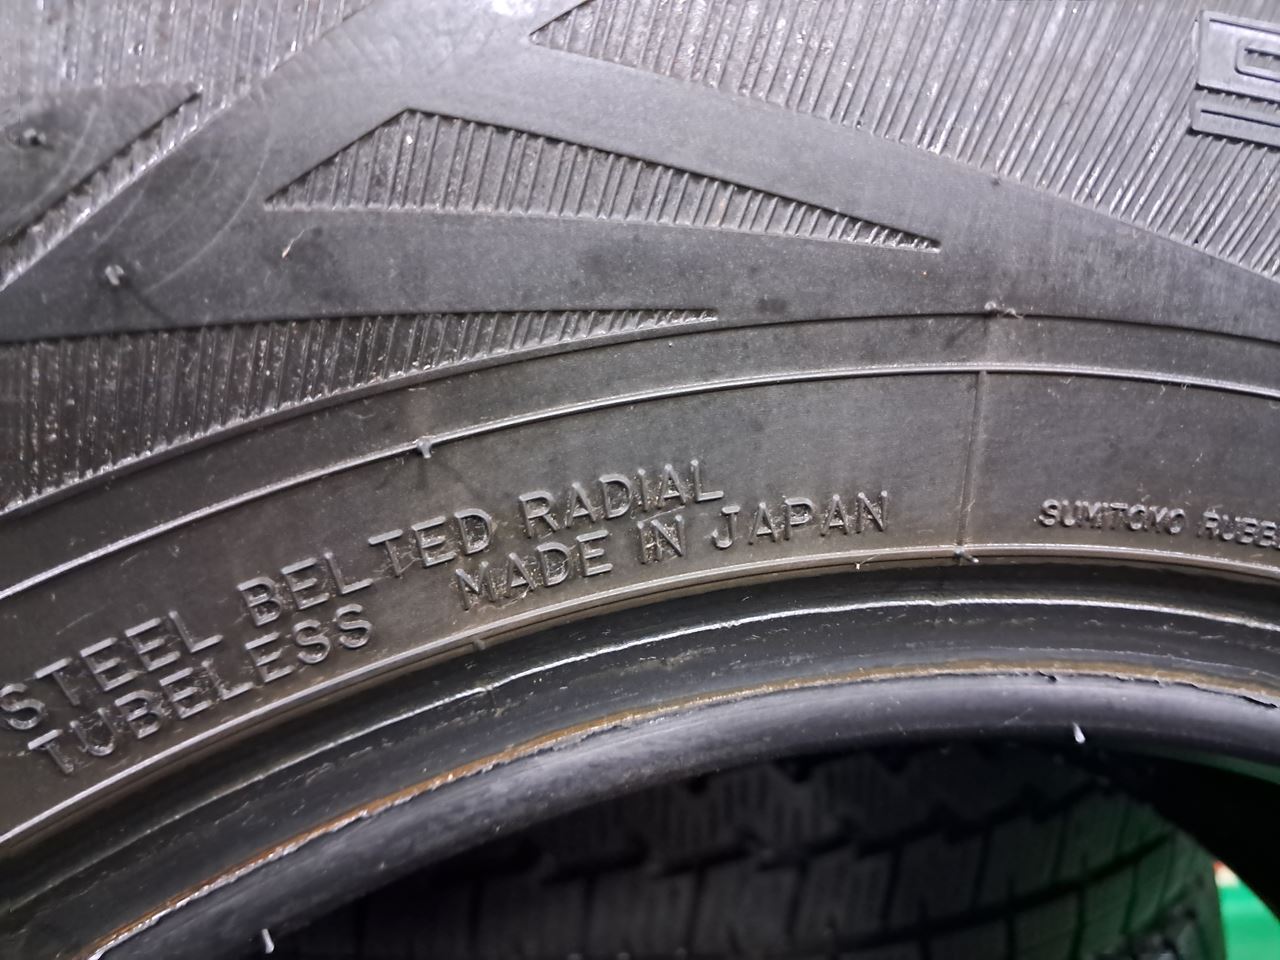 STEEL BELTED RADIAL
TUBELESS MADE IN JAPAN
SUMITOMO